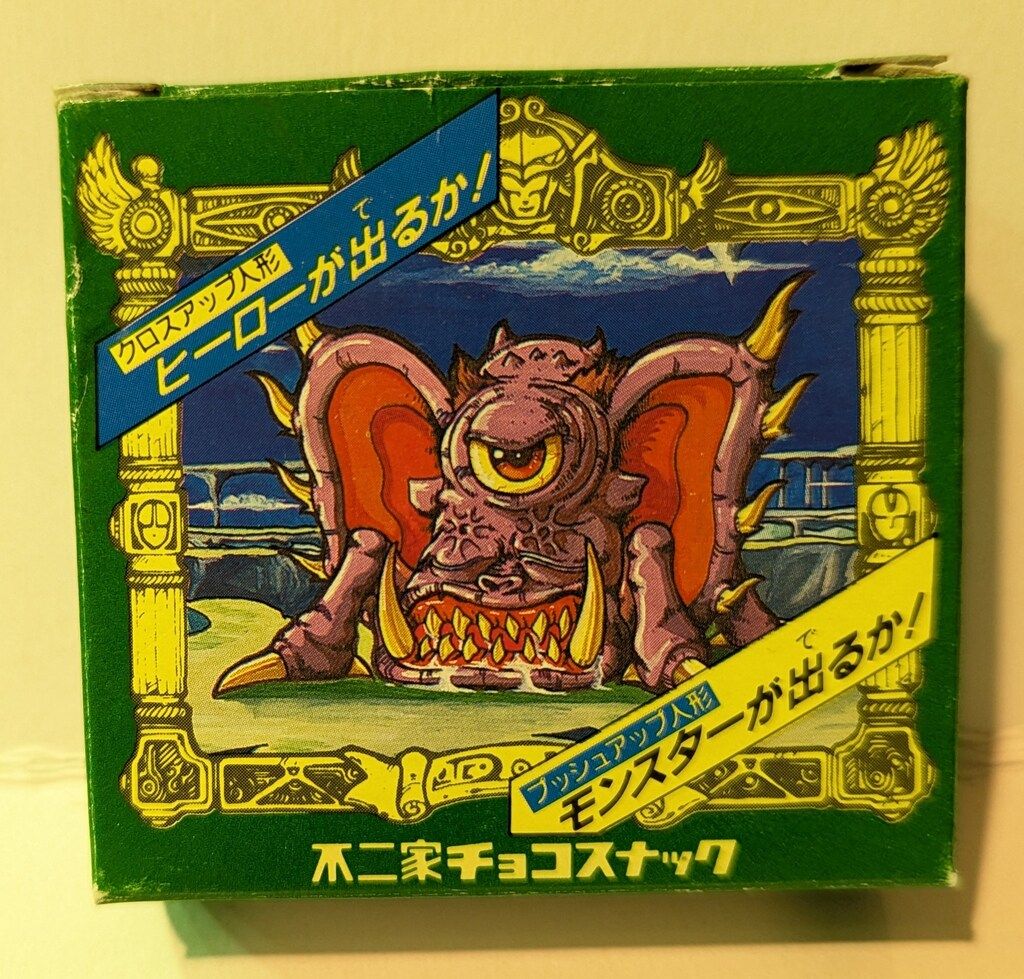 クロスアップ人形
で
ヒーローが出るか!
プッシュアップ人形
で
モンスターが出るか!
不二家チョコスナック